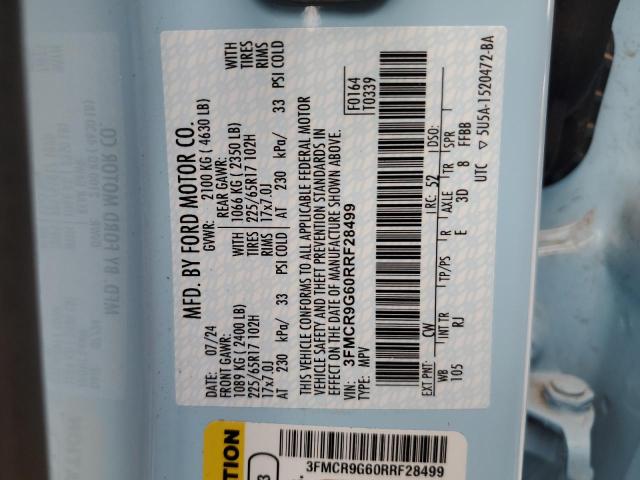 MFD. BY FORD MOTOR CO.
DATE: 07/24
GVWR: 2100 KG ( 4630 LB)
FRONT GAWR:
1089 KG ( 2400LB)
REAR GAWR:
1066 KG ( 2350 LB)
WITH
TIRES
RIMS
PSI COLD
225/65R17 102H
17x7.0J
AT 230 kPa/ 33
225/65R17 102H
17x7.0J
AT 230 kPa/ 33
WITH
TIRES
RIMS
PSI COLD
THIS VEHICLE CONFORMS TO ALL APPLICABLE FEDERAL MOTOR
VEHICLE SAFETY AND THEFT PREVENTION STANDARDS IN
EFFECT ON THE DATE OF MANUFACTURE SHOWN ABOVE.
VIN: 3FMCR9G60RRF28499
TYPE: MPV
F0164
T0339
EXT PNT: CW RC: 52 DSO:
WB INT TR TP/PS R AXLE TR SPR
105 RJ E 3D 8 FFBB
UTC ▽ 5U5A-1520472-BA
3FMCR9G60RRF28499